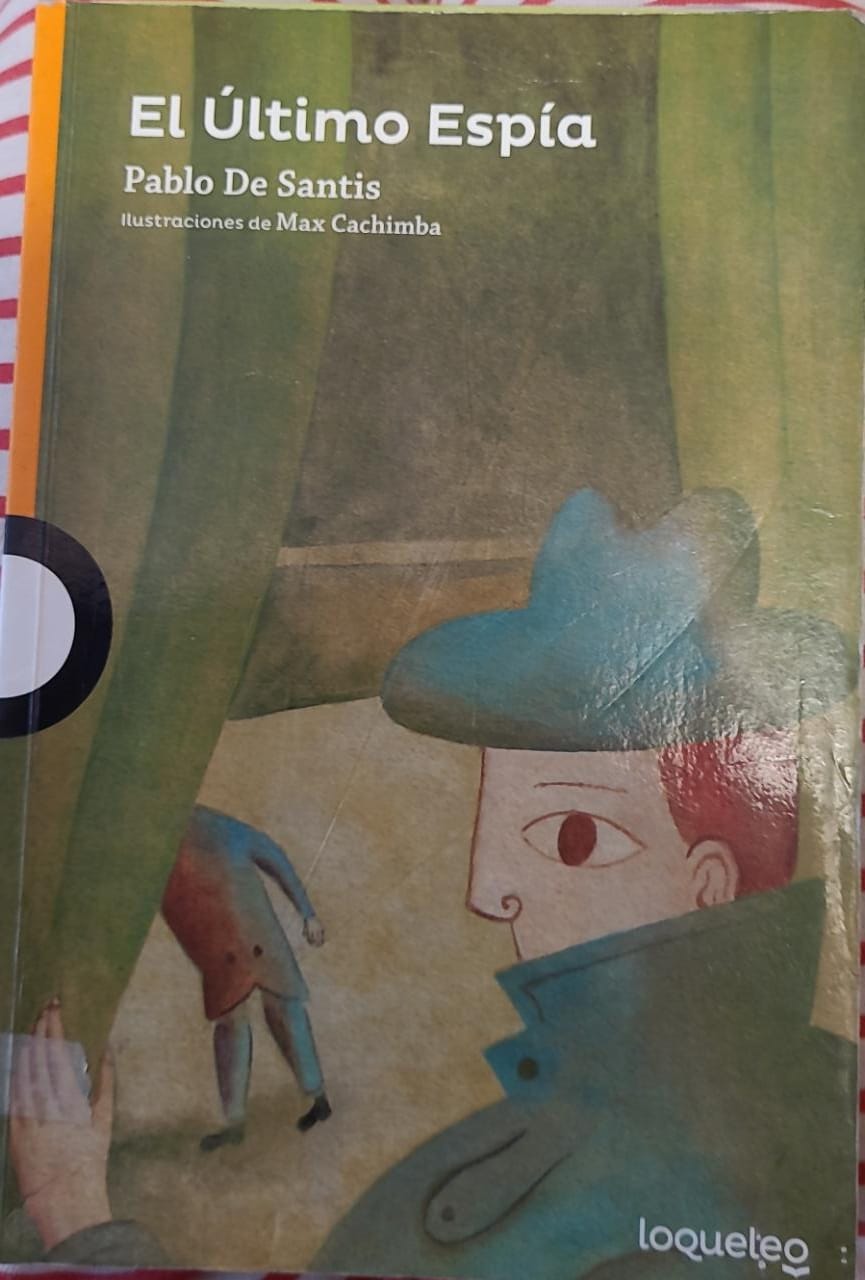 El Último Espía
Pablo De Santis
Ilustraciones de Max Cachimba
loqueleo